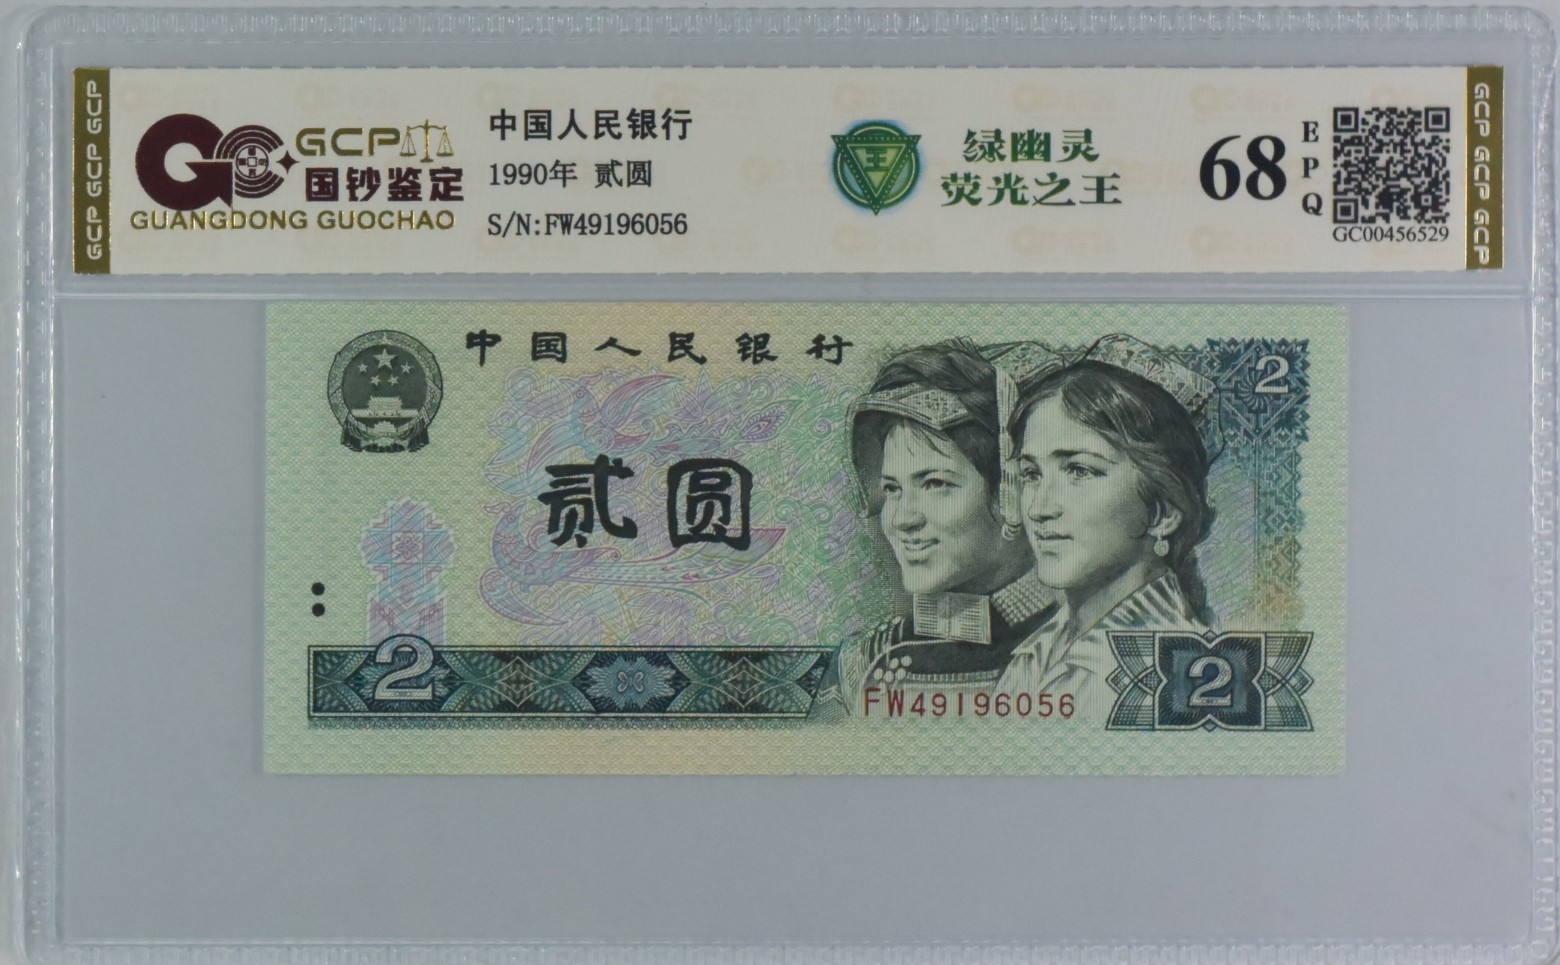 GCP GCP GCP
GCP
国钞鉴定
GUANGDONG GUOCHAO
中国人民银行
1990年 贰圆
S/N:FW49196056
王
绿幽灵
荧光之王
68
EPQ
GC00456529
GCP GCP GCP
中国人民银行
2
贰圆
2
FW49196056
2